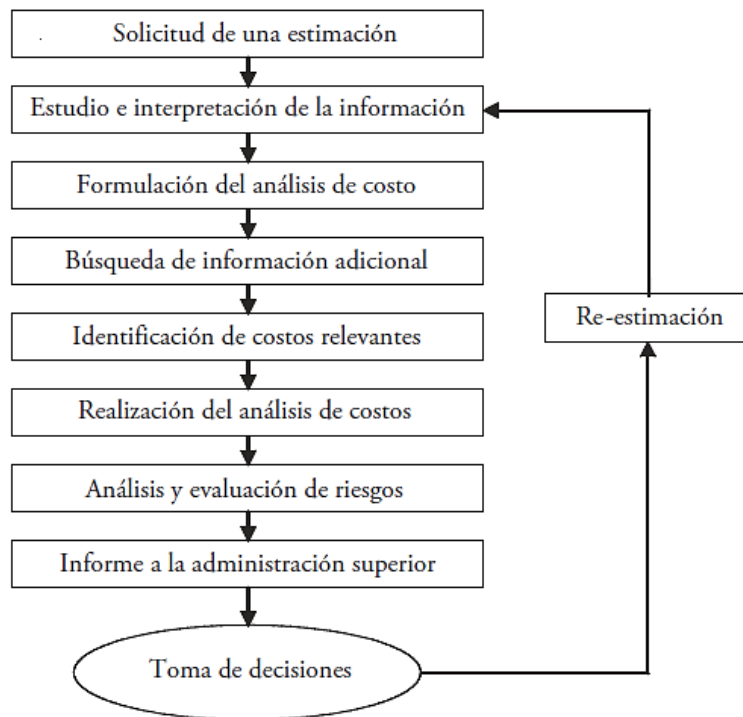 Solicitud de una estimación
Estudio e interpretación de la información
Formulación del análisis de costo
Búsqueda de información adicional
Identificación de costos relevantes
Re-estimación
Realización del análisis de costos
Análisis y evaluación de riesgos
Informe a la administración superior
Toma de decisiones